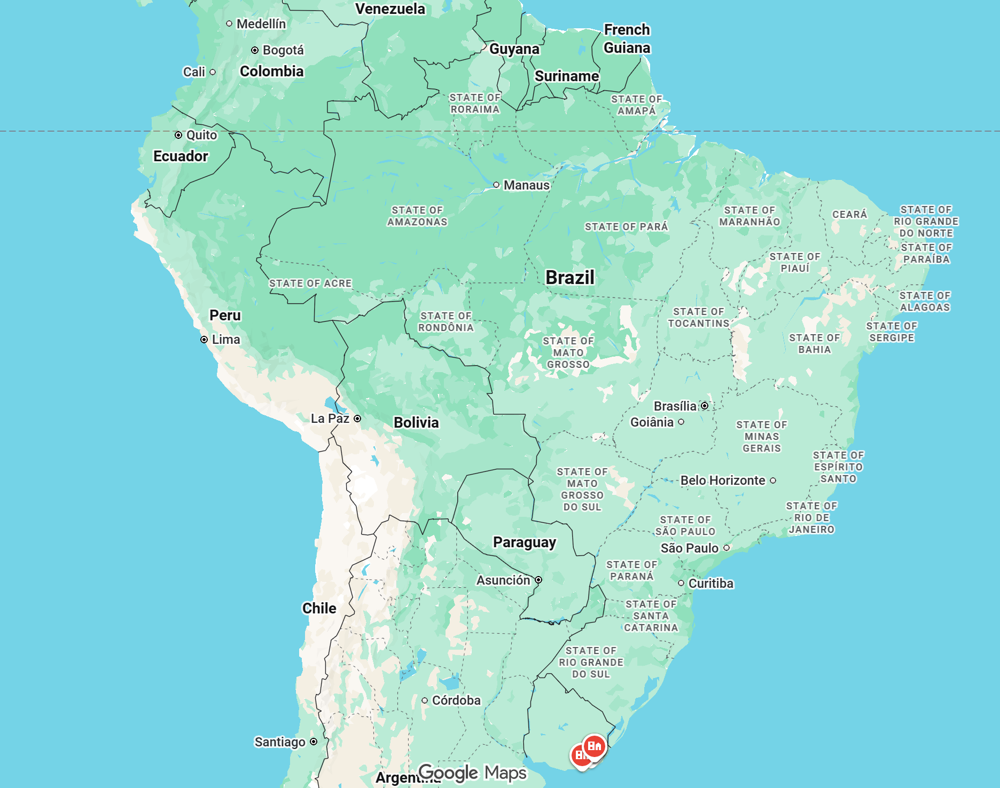 Venezuela
Medellín
Bogotá
Cali
Colombia
Guyana
French
Guiana
Suriname
STATE OF
RORAIMA
STATE OF
AMAPÁ
Quito
Ecuador
Manaus
STATE OF
AMAZONAS
STATE OF PARÁ
STATE OF
MARANHÃO
CEARÁ
STATE OF
RIO GRANDE
DO NORTE
STATE OF
PARAÍBA
STATE OF
PIAUÍ
STATE OF ACRE
Brazil
STATE OF
ALAGOAS
Peru
Lima
STATE OF
RONDÔNIA
STATE OF
TOCANTINS
STATE OF
SERGIPE
STATE OF
MATO
GROSSO
STATE OF
BAHIA
La Paz
Bolivia
Brasília
Goiânia
STATE OF
MINAS
GERAIS
STATE OF
ESPÍRITO
SANTO
STATE OF
MATO
GROSSO
DO SUL
Belo Horizonte
STATE OF
RIO DE
JANEIRO
STATE OF
SÃO PAULO
São Paulo
Paraguay
Asunción
STATE OF
PARANÁ
Curitiba
Chile
STATE OF
SANTA
CATARINA
STATE OF
RIO GRANDE
DO SUL
Córdoba
Santiago
Argentina
Google Maps